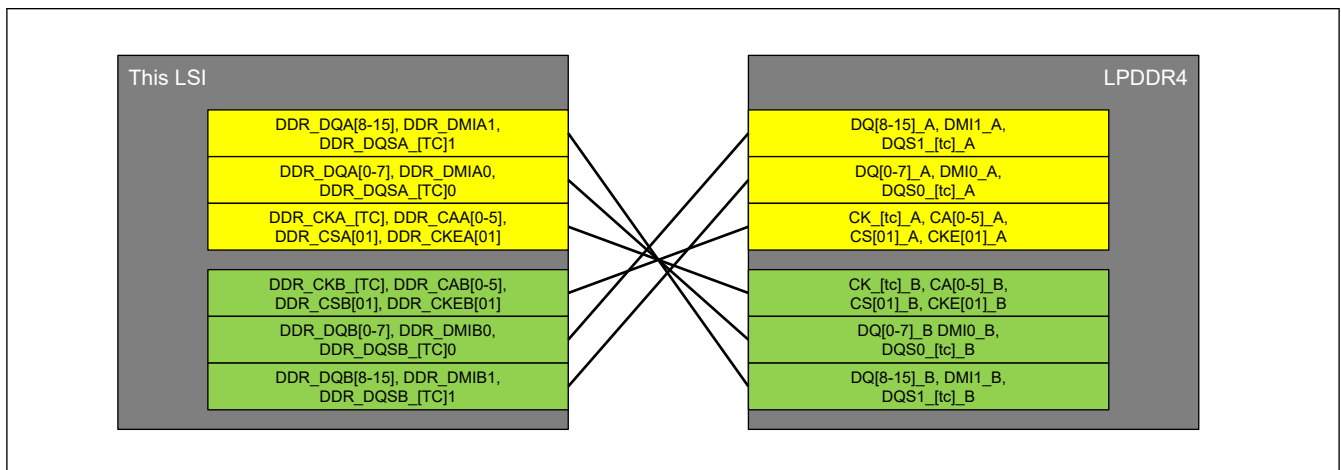 This LSI
DDR_DQA[8-15], DDR_DMIA1,
DDR_DQSA_[TC]1
DDR_DQA[0-7], DDR_DMIA0,
DDR_DQSA_[TC]0
DDR_CKA_[TC], DDR_CAA[0-5],
DDR_CSA[01], DDR_CKEA[01]
DDR_CKB_[TC], DDR_CAB[0-5],
DDR_CSB[01], DDR_CKEB[01]
DDR_DQB[0-7], DDR_DMIB0,
DDR_DQSB_[TC]0
DDR_DQB[8-15], DDR_DMIB1,
DDR_DQSB_[TC]1
LPDDR4
DQ[8-15]_A, DMI1_A,
DQS1_[tc]_A
DQ[0-7]_A, DMI0_A,
DQS0_[tc]_A
CK_[tc]_A, CA[0-5]_A,
CS[01]_A, CKE[01]_A
CK_[tc]_B, CA[0-5]_B,
CS[01]_B, CKE[01]_B
DQ[0-7]_B DMI0_B,
DQS0_[tc]_B
DQ[8-15]_B, DMI1_B,
DQS1_[tc]_B